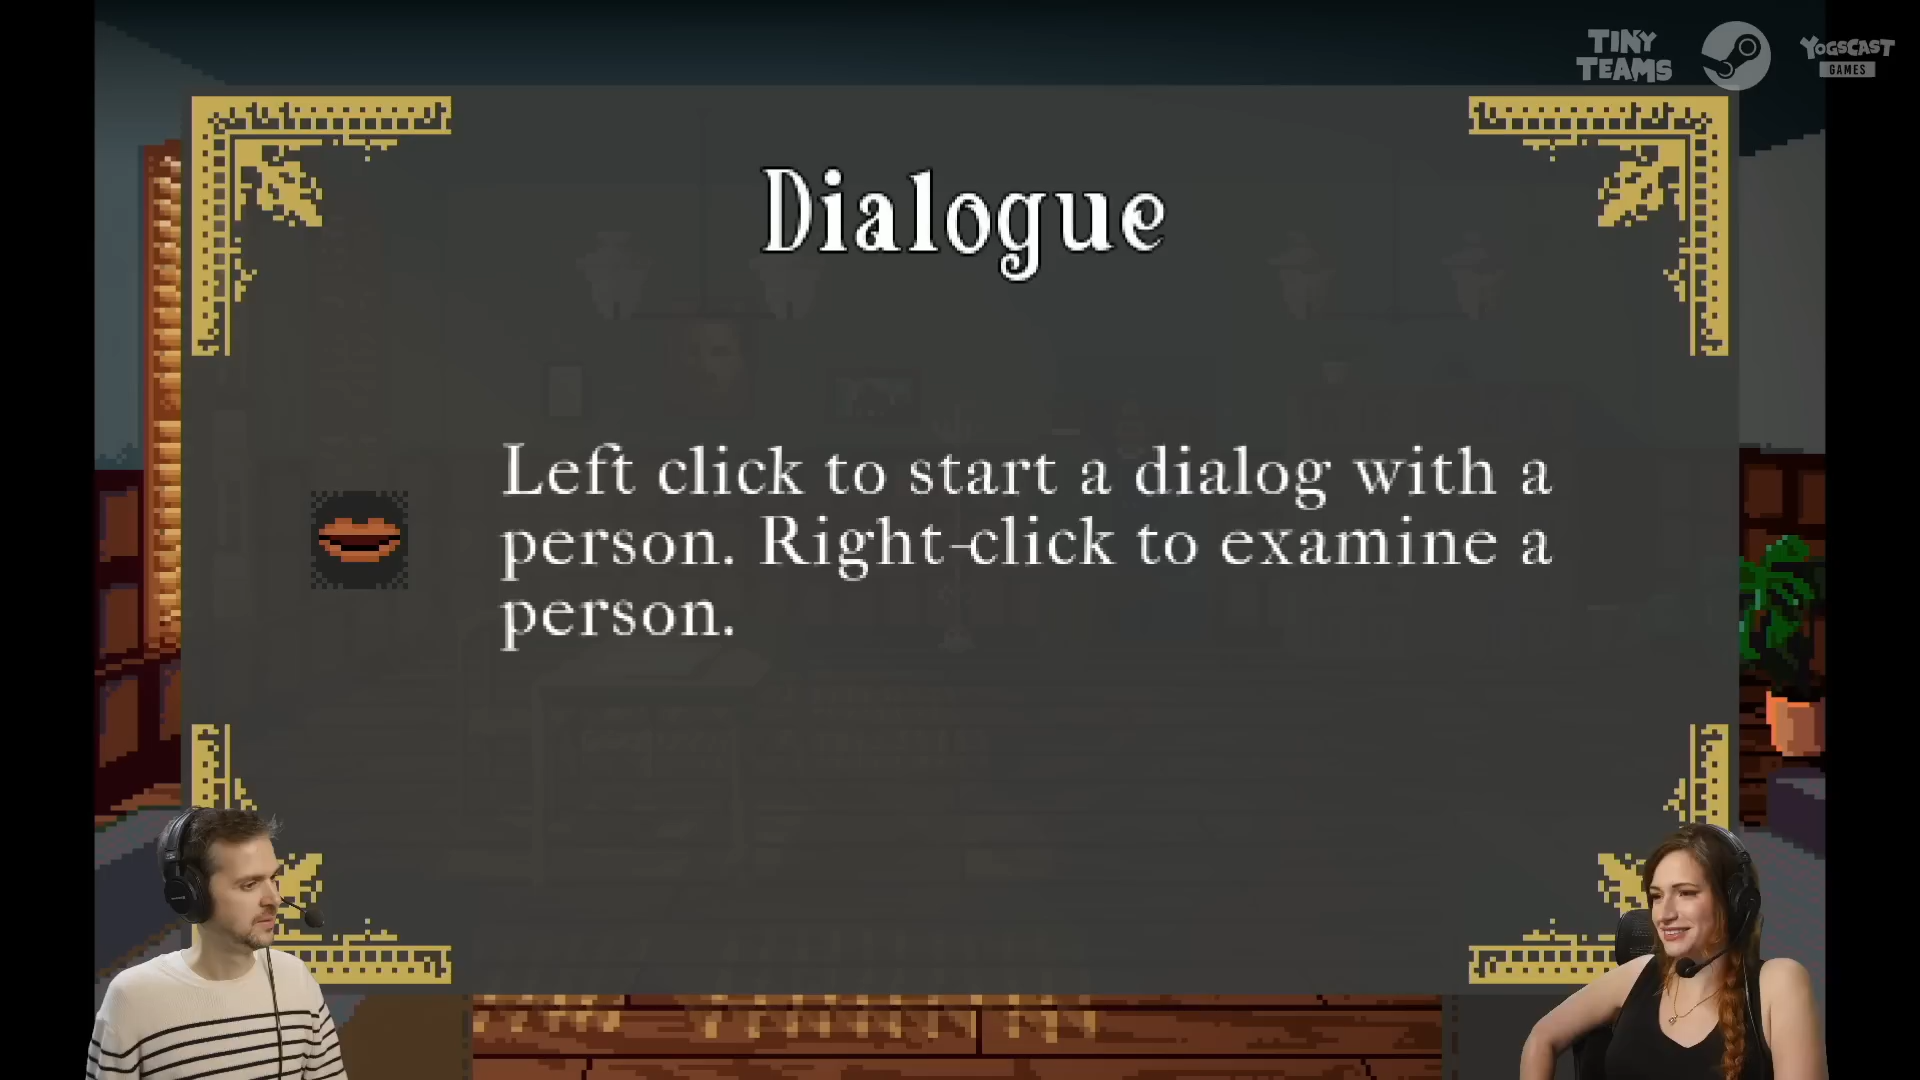 TINY
TEAMS
YOGSCAST
GAMES
Dialogue
Left click to start a dialog with a
person. Right-click to examine a
person.